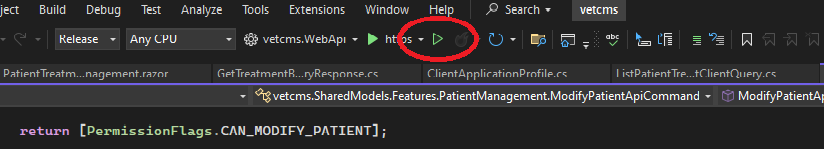 ject Build Debug Test Analyze Tools Extensions Window Help Search vetcms
Release Any CPU vetcms.WebApi https
PatientTreatm...nagement.razor GetTreatmentB...ryResponse.cs ClientApplicationProfile.cs ListPatientTre...tClientQuery.cs
vetcms.SharedModels.Features.PatientManagement.ModifyPatientApiCommand ModifyPatientAp
return [PermissionFlags.CAN_MODIFY_PATIENT];